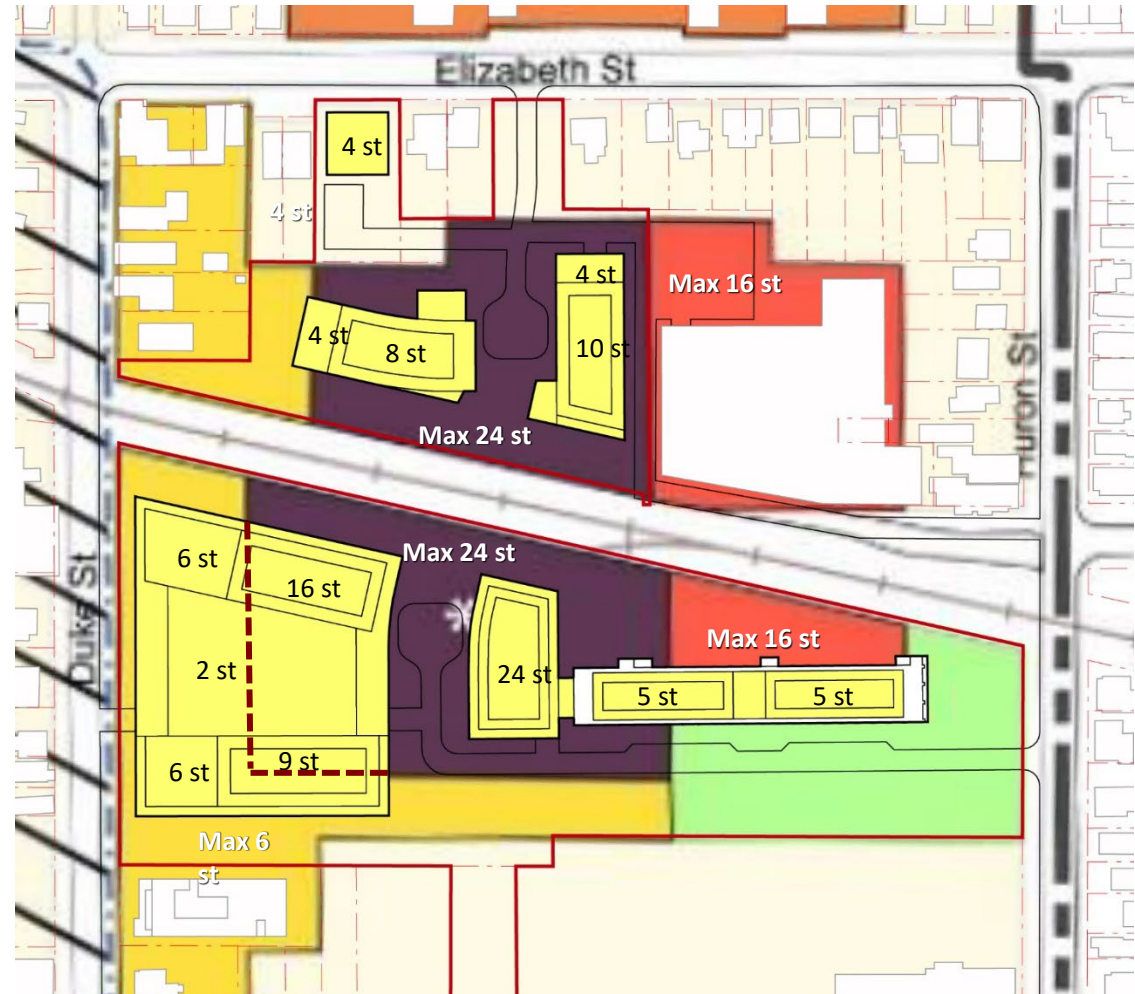 Elizabeth St
4 st
4 st
4 st
Max 16 st
4 st
8 st
10 st
Max 24 st
Huron St
Max 24 st
6 st
16 st
Duke St
Max 16 st
2 st
24 st
5 st
5 st
6 st
9 st
Max 6
st